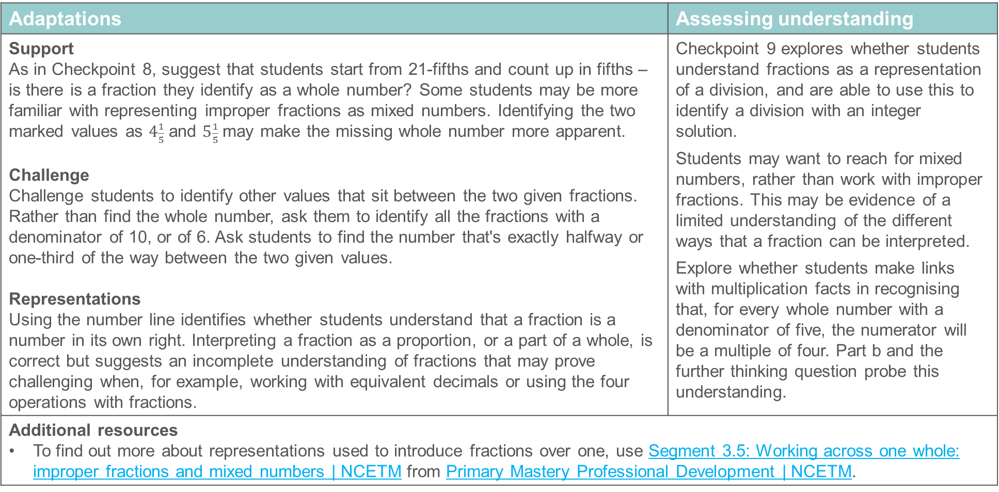 Adaptations
Assessing understanding
Support
As in Checkpoint 8, suggest that students start from 21-fifths and count up in fifths –
is there is a fraction they identify as a whole number? Some students may be more
familiar with representing improper fractions as mixed numbers. Identifying the two
marked values as 4 1/5 and 5 1/5 may make the missing whole number more apparent.
Challenge
Challenge students to identify other values that sit between the two given fractions.
Rather than find the whole number, ask them to identify all the fractions with a
denominator of 10, or of 6. Ask students to find the number that's exactly halfway or
one-third of the way between the two given values.
Representations
Using the number line identifies whether students understand that a fraction is a
number in its own right. Interpreting a fraction as a proportion, or a part of a whole, is
correct but suggests an incomplete understanding of fractions that may prove
challenging when, for example, working with equivalent decimals or using the four
operations with fractions.
Checkpoint 9 explores whether students
understand fractions as a representation
of a division, and are able to use this to
identify a division with an integer
solution.
Students may want to reach for mixed
numbers, rather than work with improper
fractions. This may be evidence of a
limited understanding of the different
ways that a fraction can be interpreted.
Explore whether students make links
with multiplication facts in recognising
that, for every whole number with a
denominator of five, the numerator will
be a multiple of four. Part b and the
further thinking question probe this
understanding.
Additional resources
• To find out more about representations used to introduce fractions over one, use Segment 3.5: Working across one whole:
improper fractions and mixed numbers | NCETM from Primary Mastery Professional Development | NCETM.